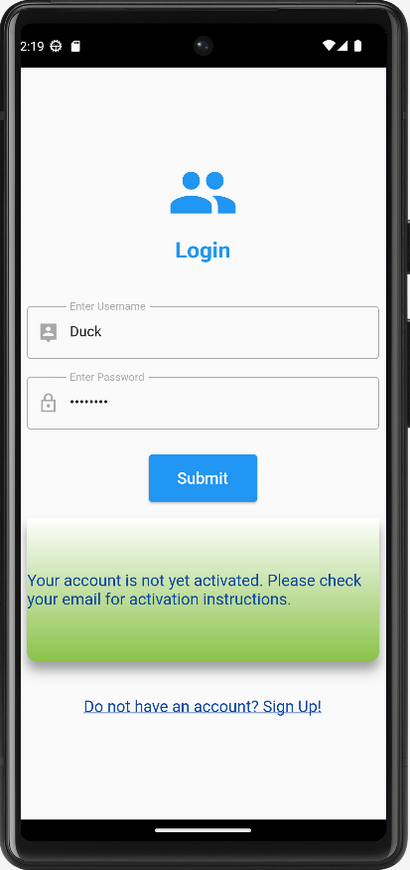 2:19
Login
Enter Username
Duck
Enter Password
••••••••
Submit
Your account is not yet activated. Please check
your email for activation instructions.
Do not have an account? Sign Up!